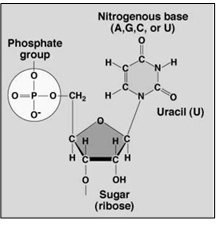 Nitrogenous base
(A,G,C, or U)
Phosphate
group
O
O
H C H
C N
O=P—O—CH₂
H C C
N O
O⁻
Uracil (U)
O
C H H C
H C C H
O OH
O
Sugar
(ribose)